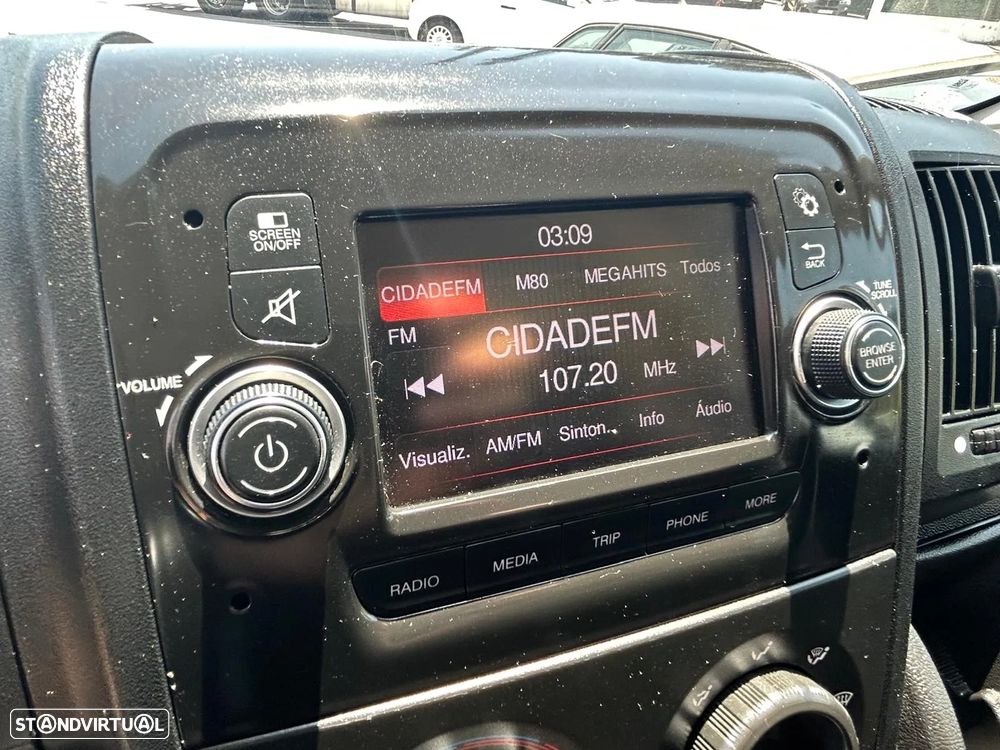 SCREEN
ON/OFF
VOLUME
03:09
CIDADEFM M80 MEGAHITS Todos
FM
CIDADEFM
107.20 MHz
Visualiz. AM/FM Sinton. Info Áudio
BACK
TUNE
SCROLL
BROWSE
ENTER
RADIO MEDIA TRIP PHONE MORE
STANDVIRTUAL